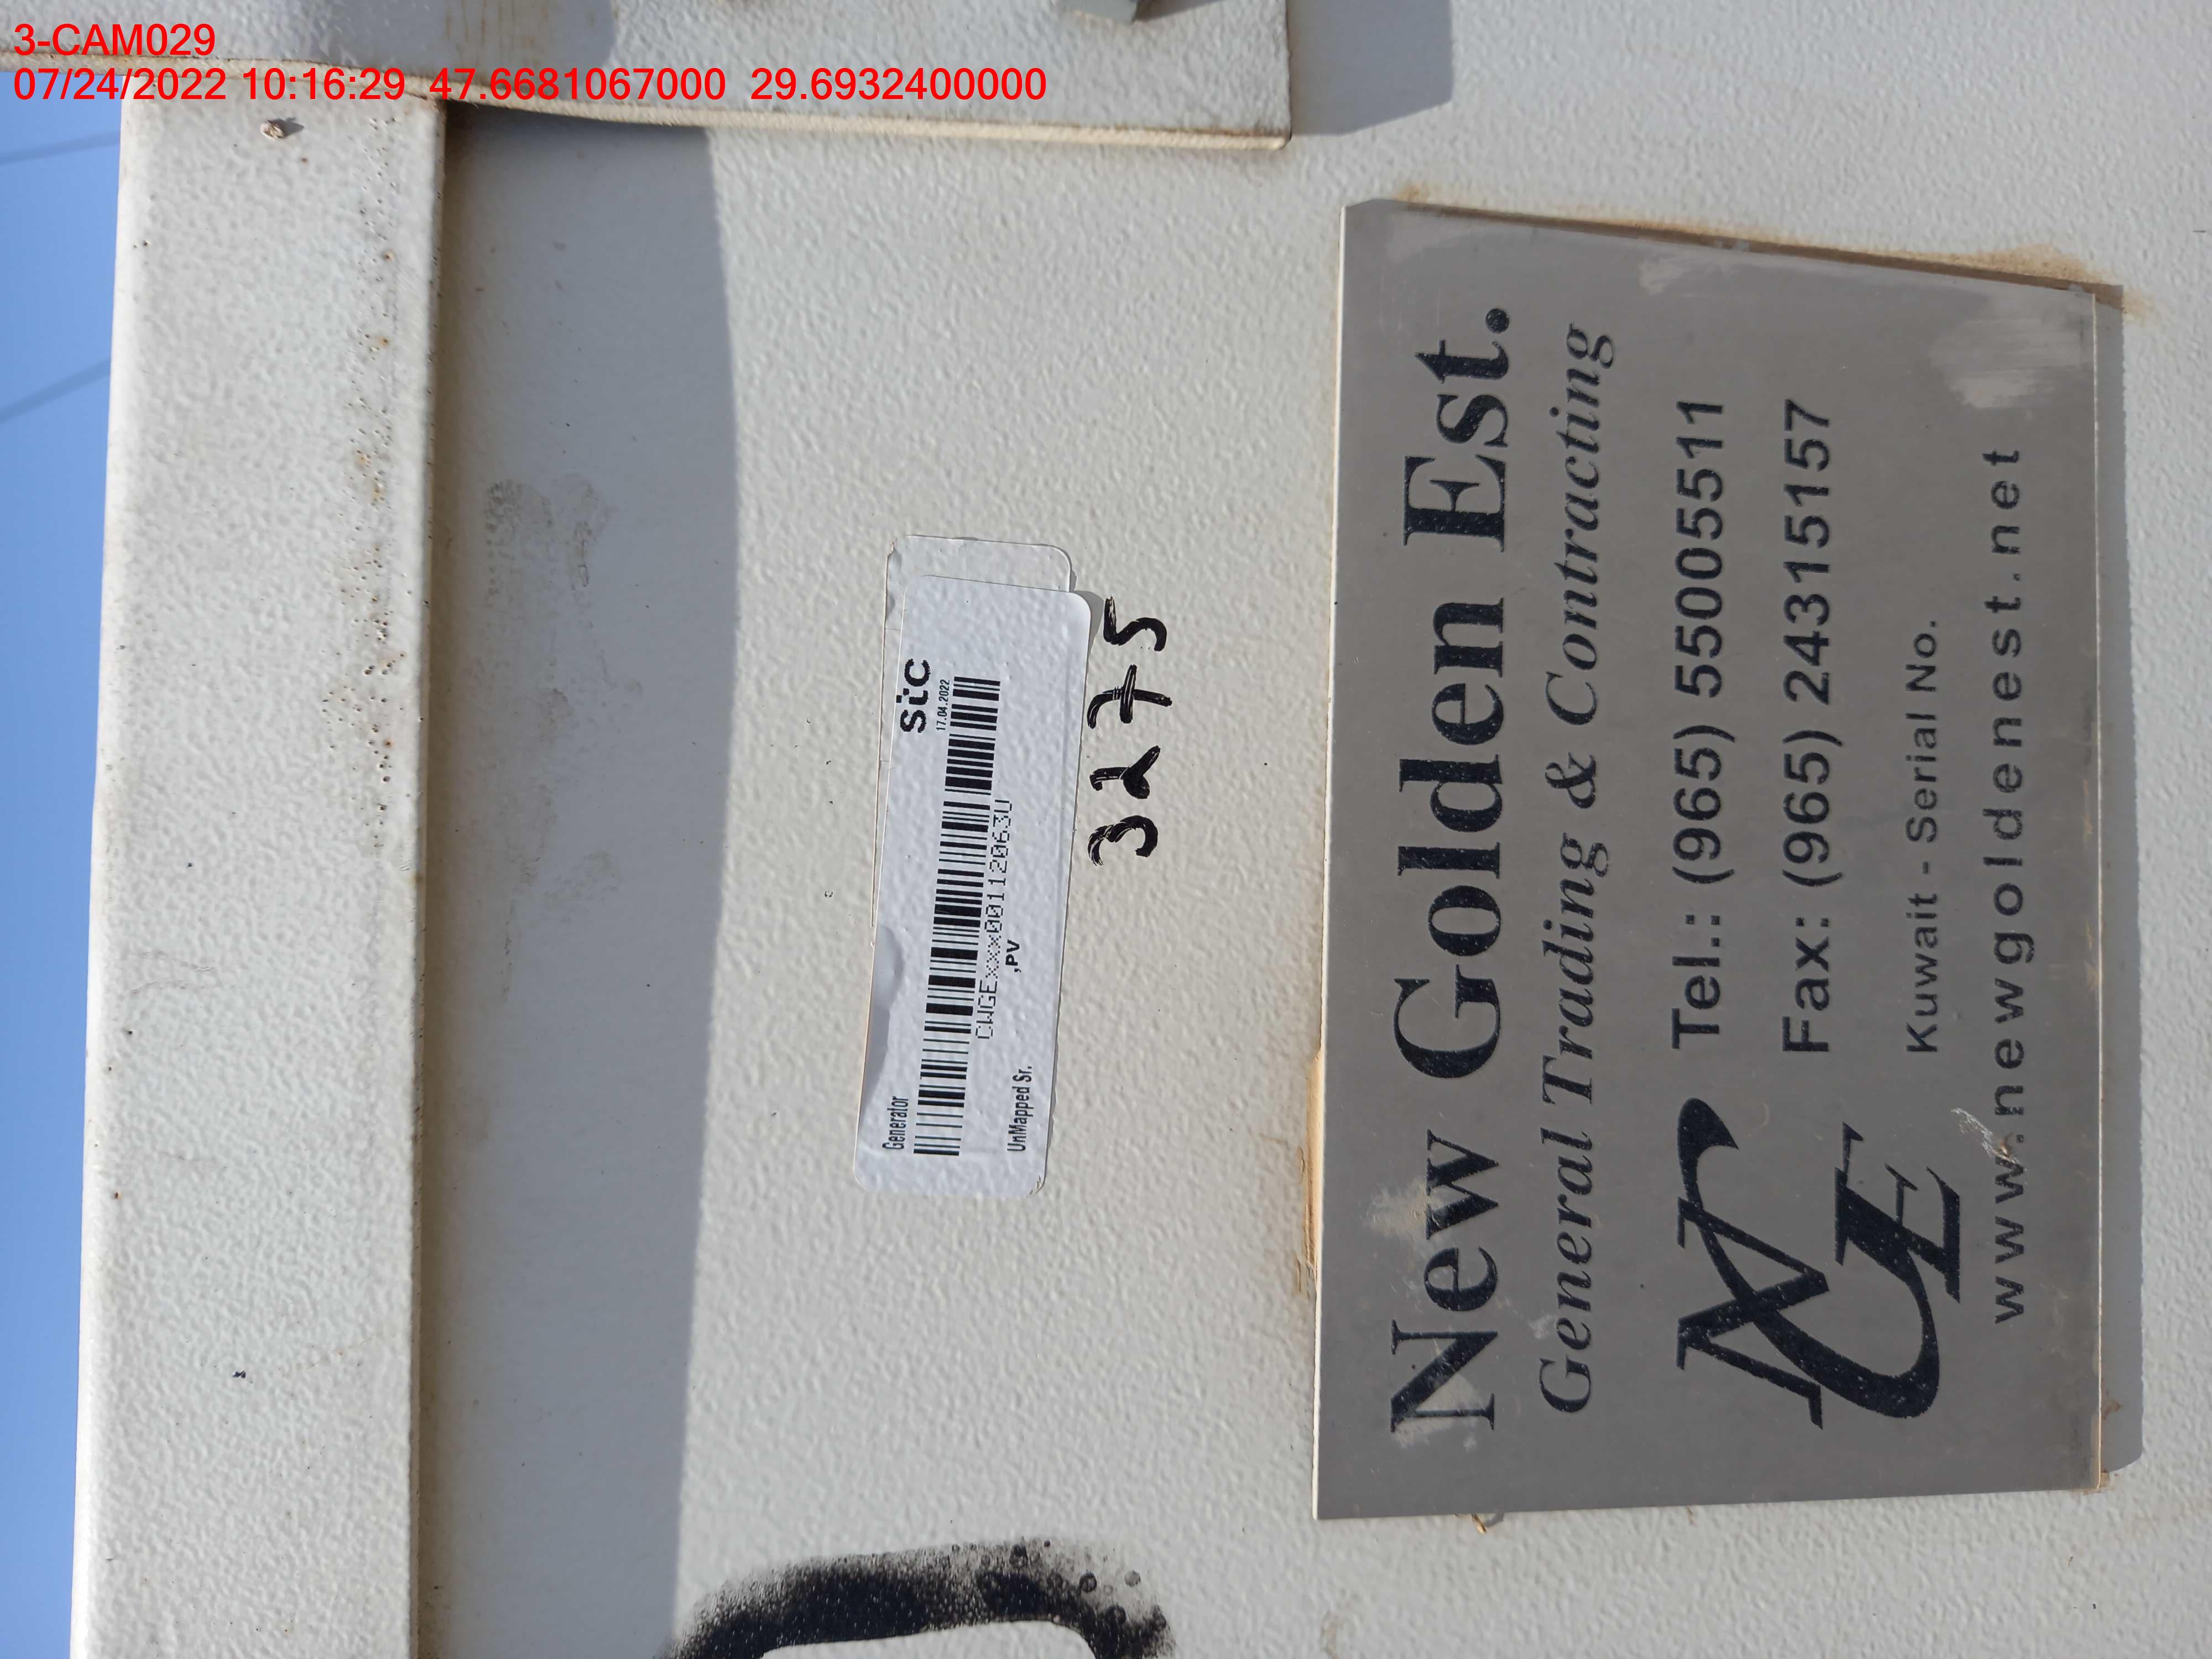 3-CAM029
07/24/2022 10:16:29 47.6681067000 29.6932400000
stc
Generator
17.04.2022
CWGEXXX00112063U
,PV
UnMapped Sr.
3275
New Golden Est.
General Trading & Contracting
Tel.: (965) 55005511
Fax: (965) 24315157
NGE
Kuwait - Serial No.
www.newgoldenest.net